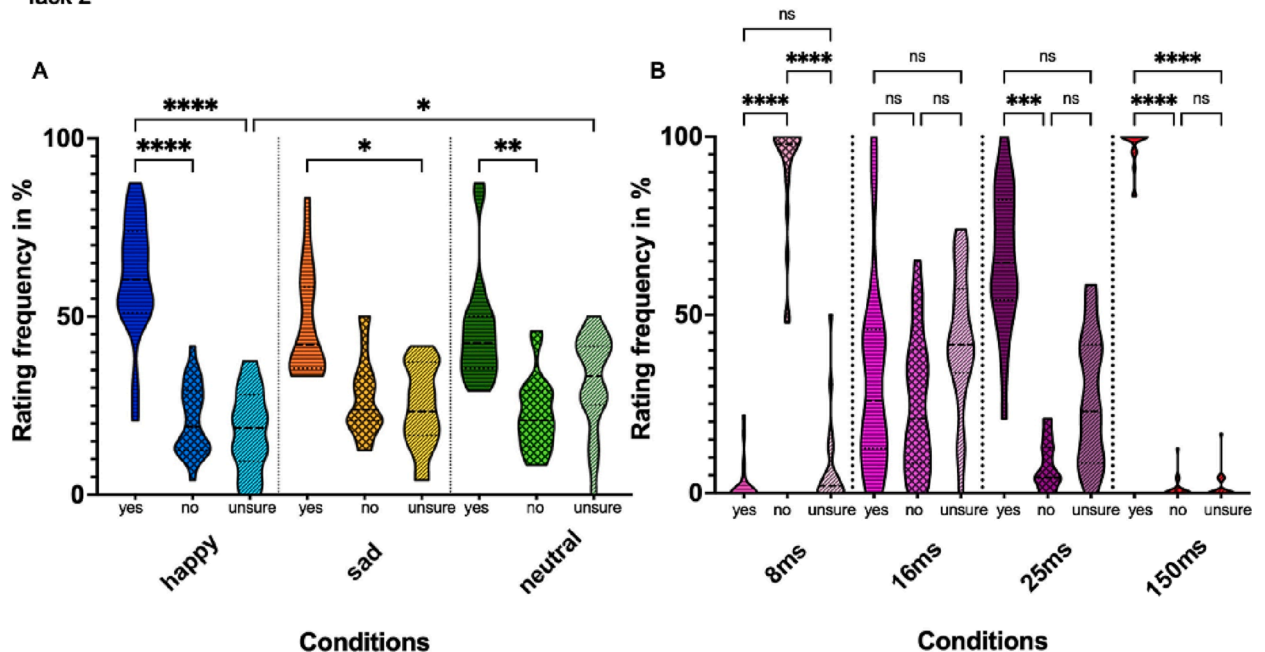 Task 2
A
B
ns
****
ns
ns
****
****
*
****
ns
ns
***
ns
****
ns
****
*
**
100
50
0
Rating frequency in %
100
50
0
Rating frequency in %
yes no unsure yes no unsure yes no unsure
happy sad neutral
Conditions
yes no unsure yes no unsure yes no unsure yes no unsure
8ms 16ms 25ms 150ms
Conditions